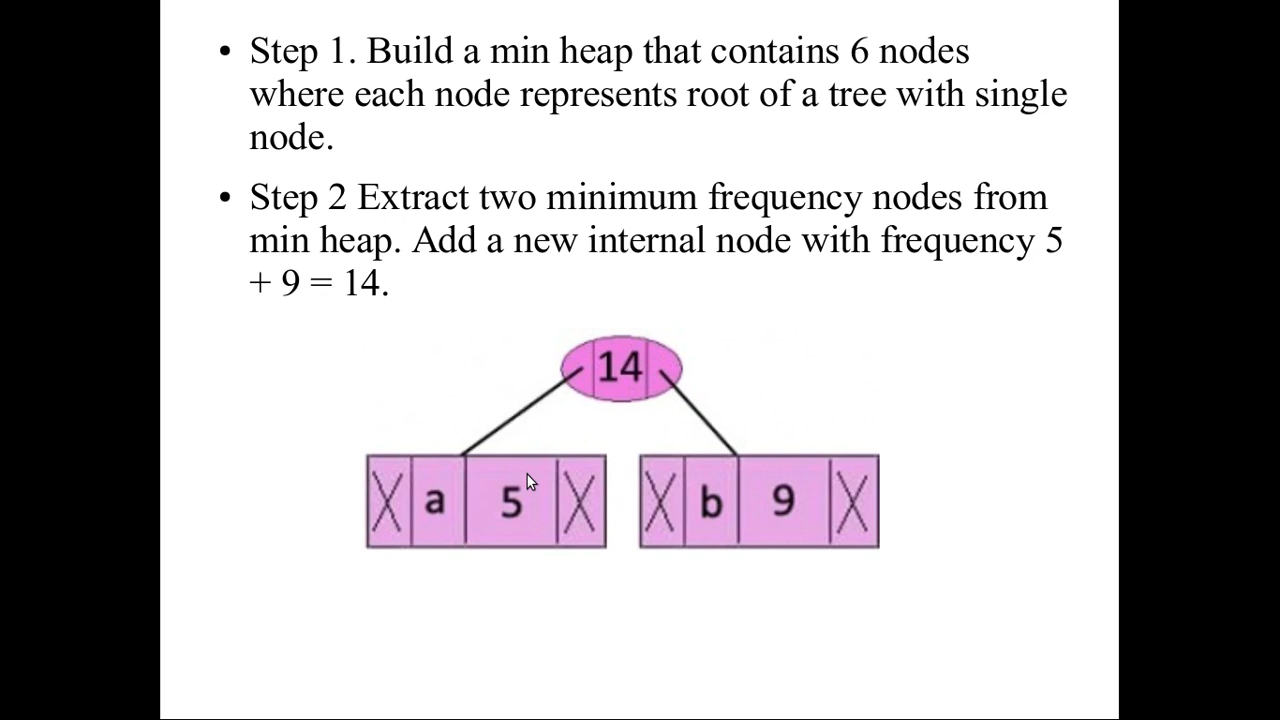 • Step 1. Build a min heap that contains 6 nodes
where each node represents root of a tree with single
node.
• Step 2 Extract two minimum frequency nodes from
min heap. Add a new internal node with frequency 5
+ 9 = 14.
14
a 5 b 9